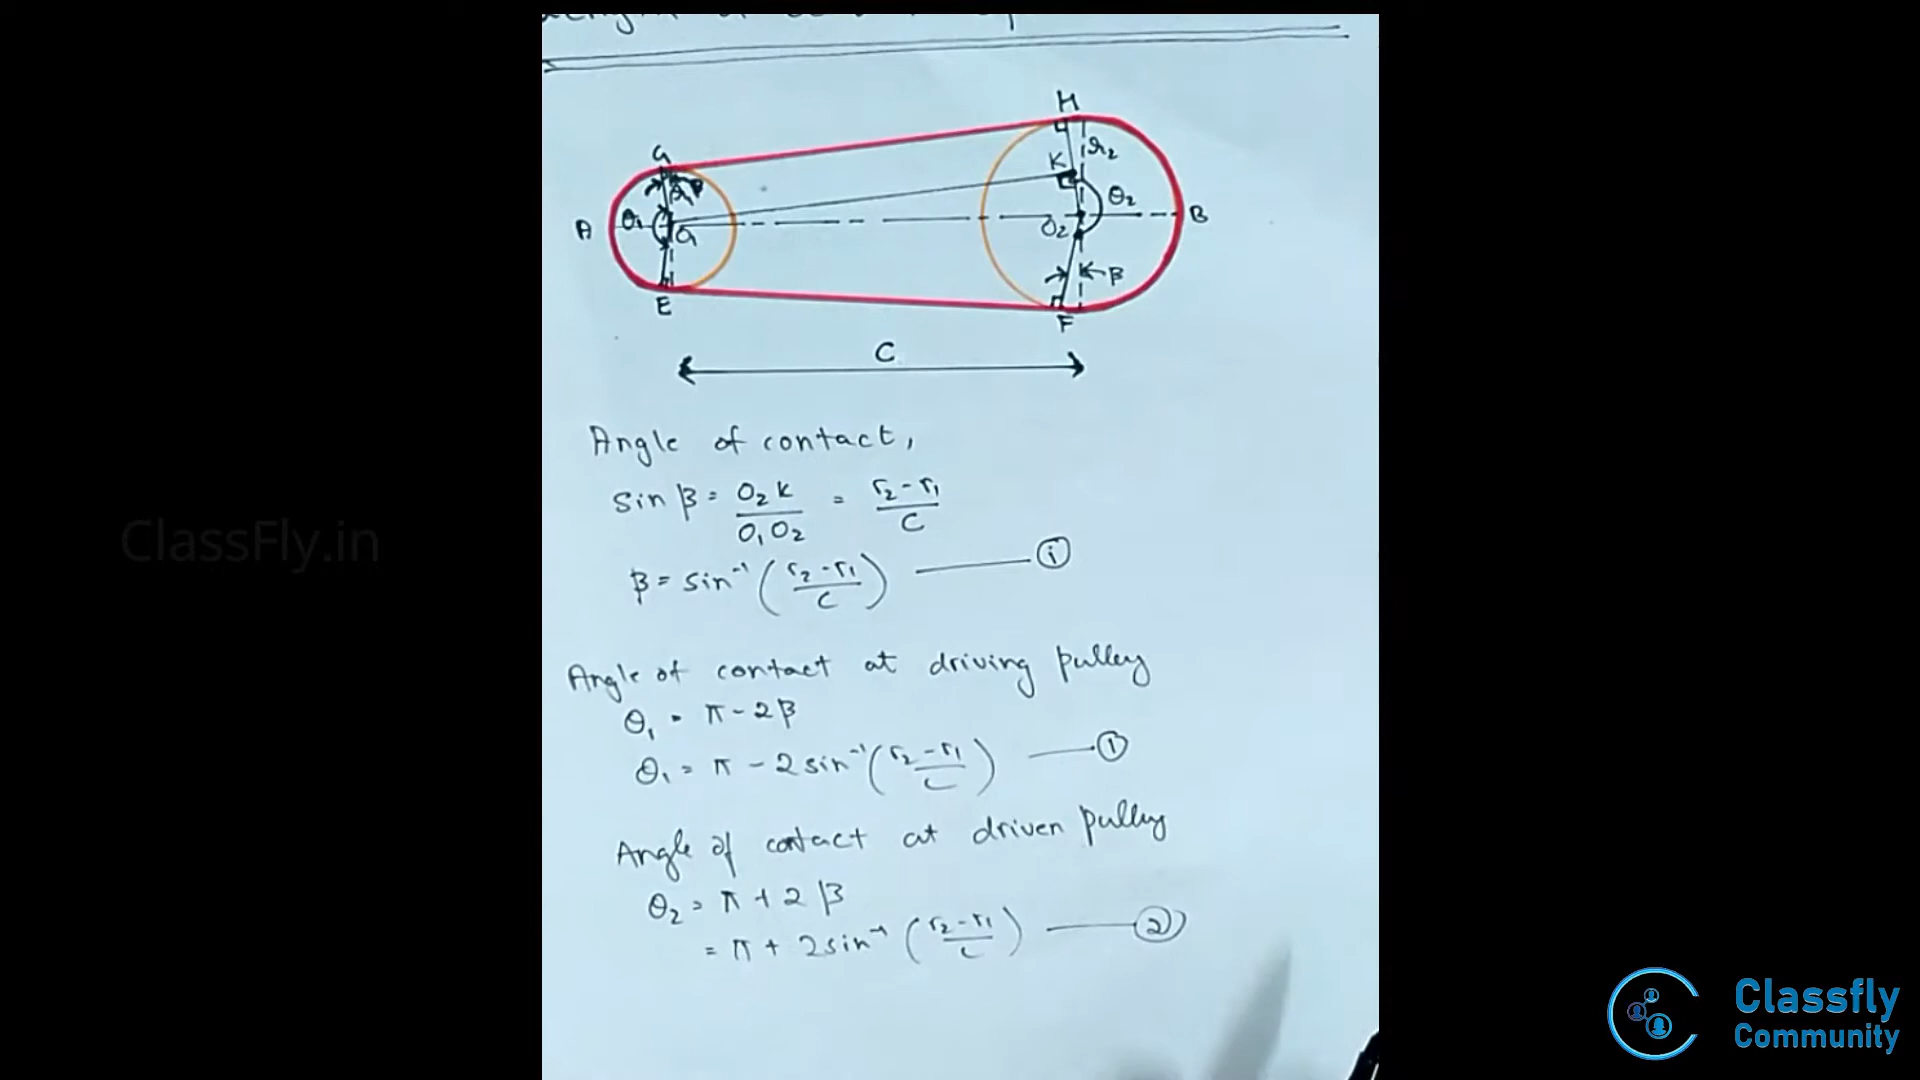 H
r₂
G
K
β
θ₂
A
θ₁
O₁
O₂
B
β
E
F
C
Angle of contact,
Sin β = O₂K / O₁O₂ = r₂ - r₁ / C
β = sin⁻¹ ( r₂ - r₁ / C ) — (i)
Angle of contact at driving pulley
θ₁ = π - 2β
θ₁ = π - 2 sin⁻¹ ( r₂ - r₁ / C ) — (1)
Angle of contact at driven pulley
θ₂ = π + 2β
= π + 2 sin⁻¹ ( r₂ - r₁ / C ) — (2)
ClassFly.in
Classfly
Community